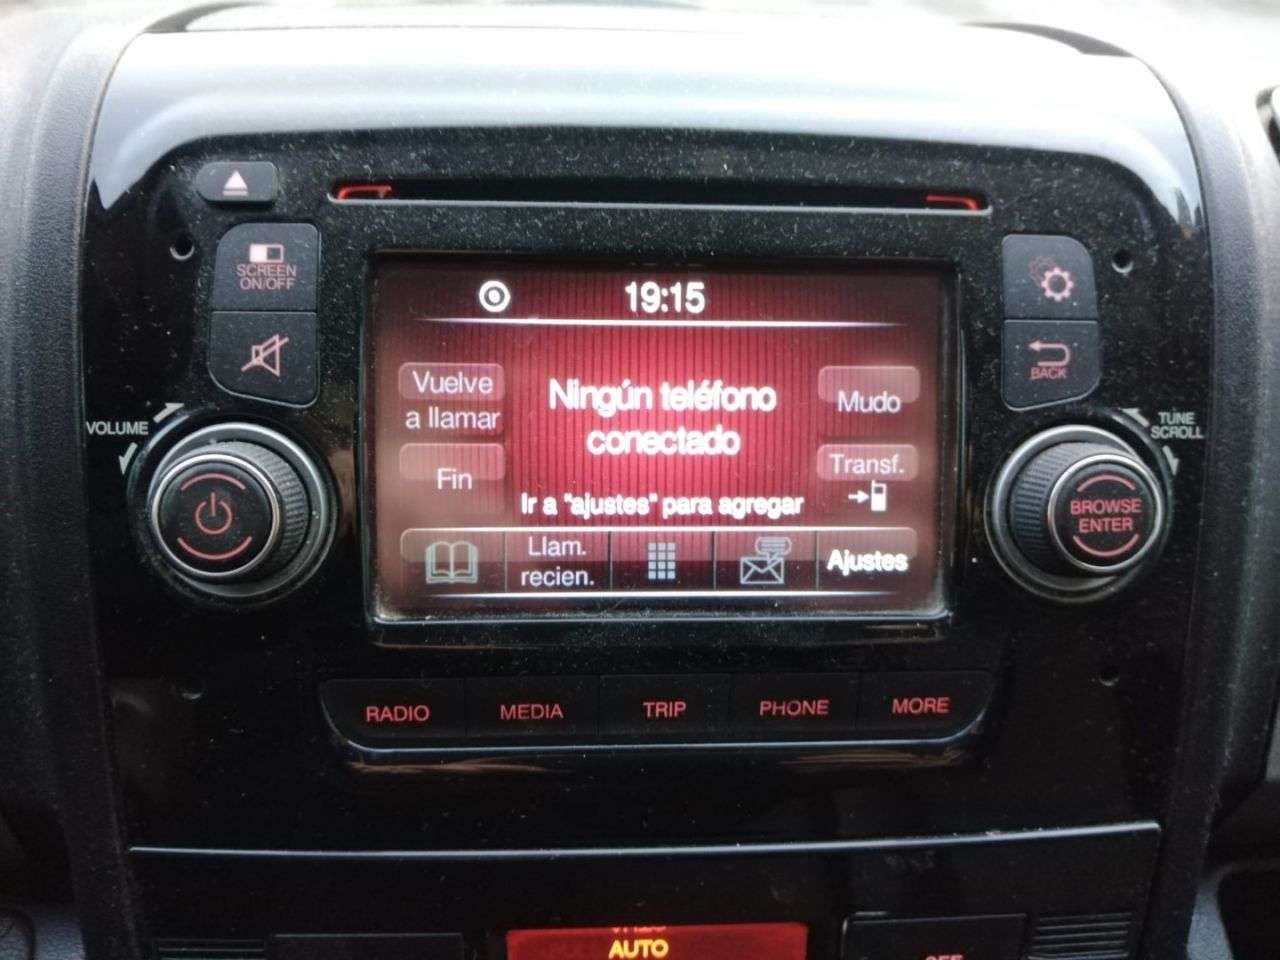 SCREEN
ON/OFF
19:15
Vuelve
a llamar
Ningún teléfono
conectado
Mudo
BACK
VOLUME
TUNE
SCROLL
Fin
Transf.
Ir a "ajustes" para agregar
BROWSE
ENTER
Llam.
recien.
Ajustes
RADIO
MEDIA
TRIP
PHONE
MORE
AUTO
OFF